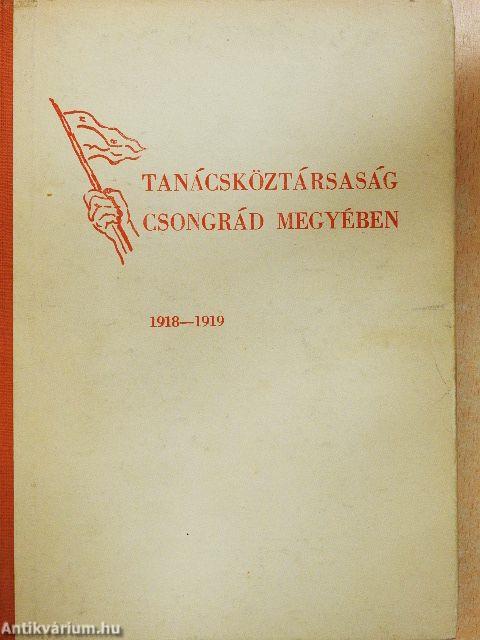 TANÁCSKÖZTÁRSASÁG
CSONGRÁD MEGYÉBEN
1918—1919
Antikvárium.hu